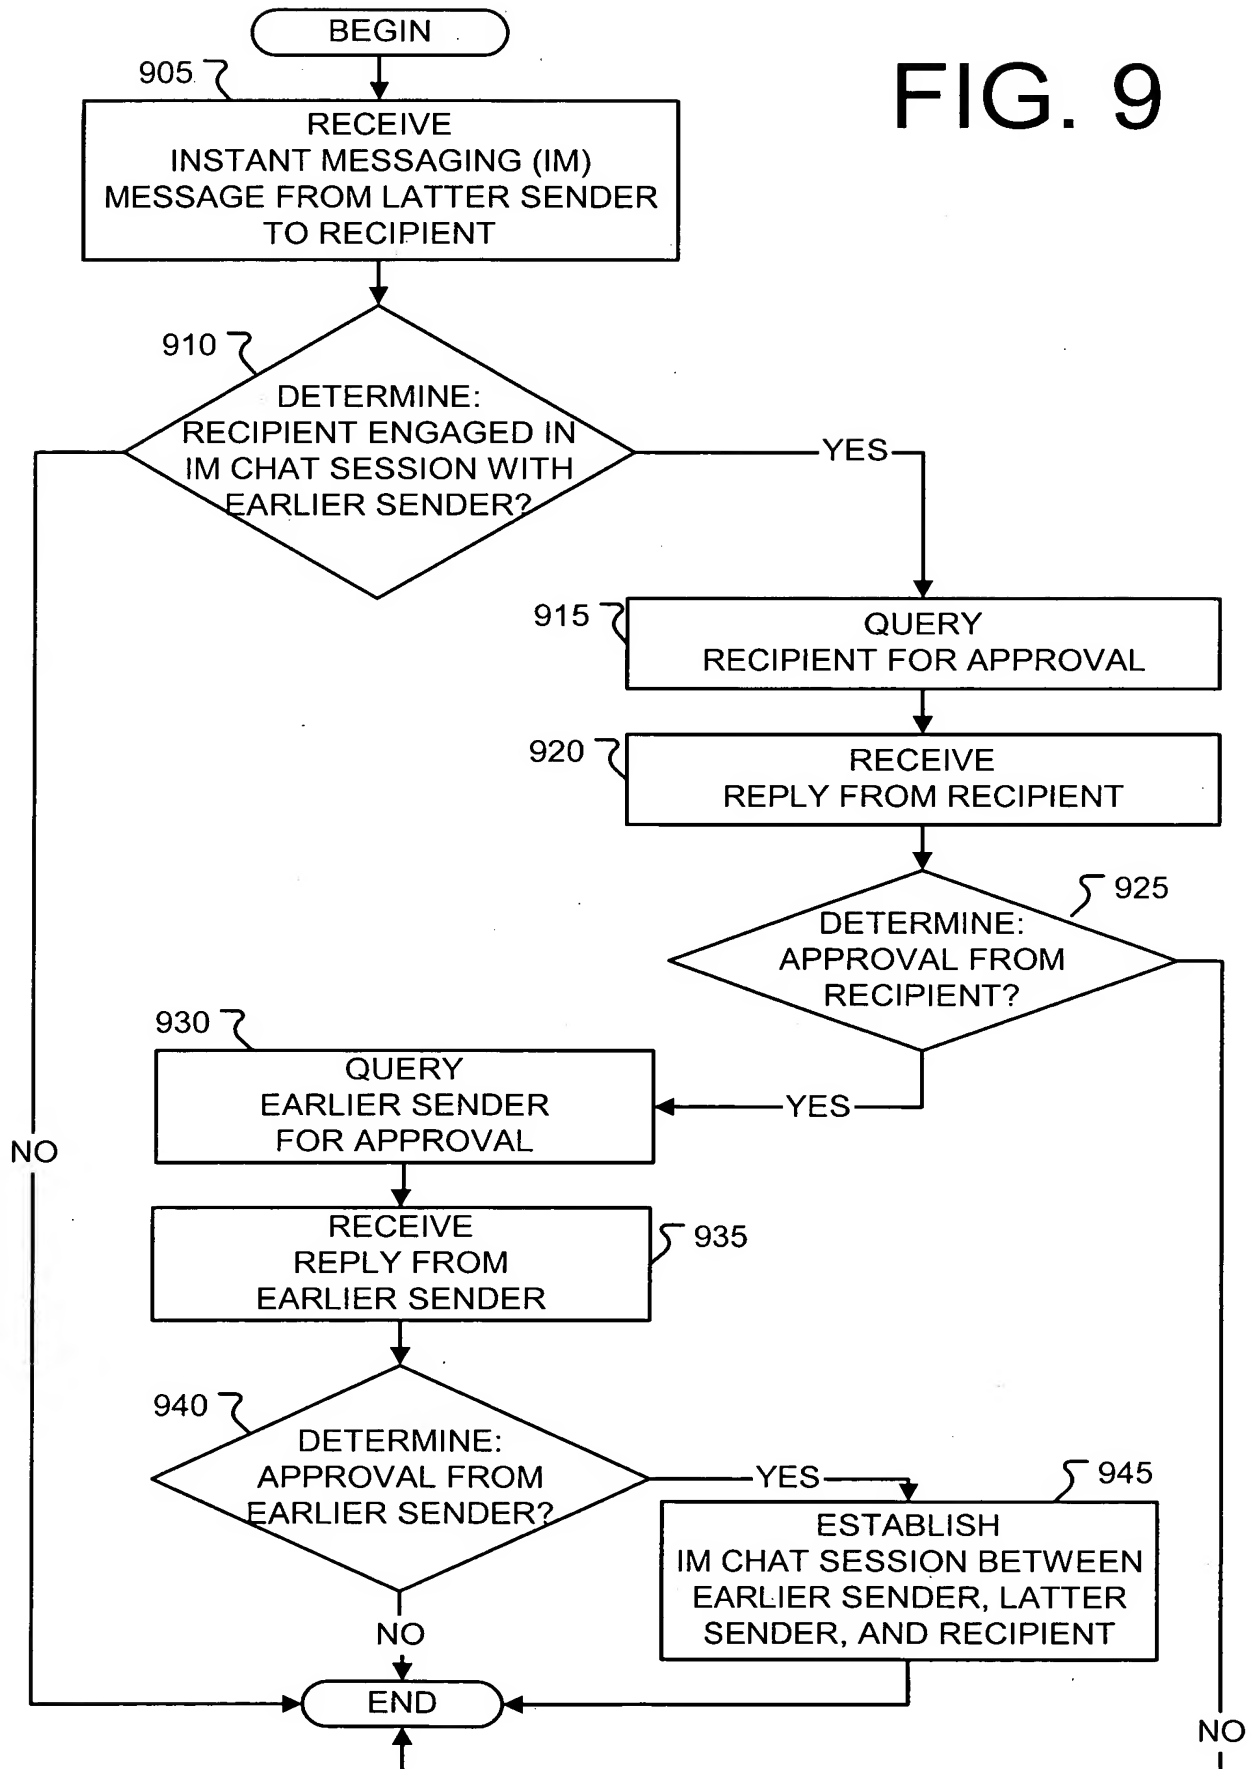 BEGIN
FIG. 9
905
RECEIVE
INSTANT MESSAGING (IM)
MESSAGE FROM LATTER SENDER
TO RECIPIENT
910
DETERMINE:
RECIPIENT ENGAGED IN
IM CHAT SESSION WITH
EARLIER SENDER?
YES
915
QUERY
RECIPIENT FOR APPROVAL
920
RECEIVE
REPLY FROM RECIPIENT
925
DETERMINE:
APPROVAL FROM
RECIPIENT?
930
QUERY
EARLIER SENDER
FOR APPROVAL
YES
NO
RECEIVE
REPLY FROM
EARLIER SENDER
935
940
DETERMINE:
APPROVAL FROM
EARLIER SENDER?
YES
945
ESTABLISH
IM CHAT SESSION BETWEEN
EARLIER SENDER, LATTER
SENDER, AND RECIPIENT
NO
END
NO